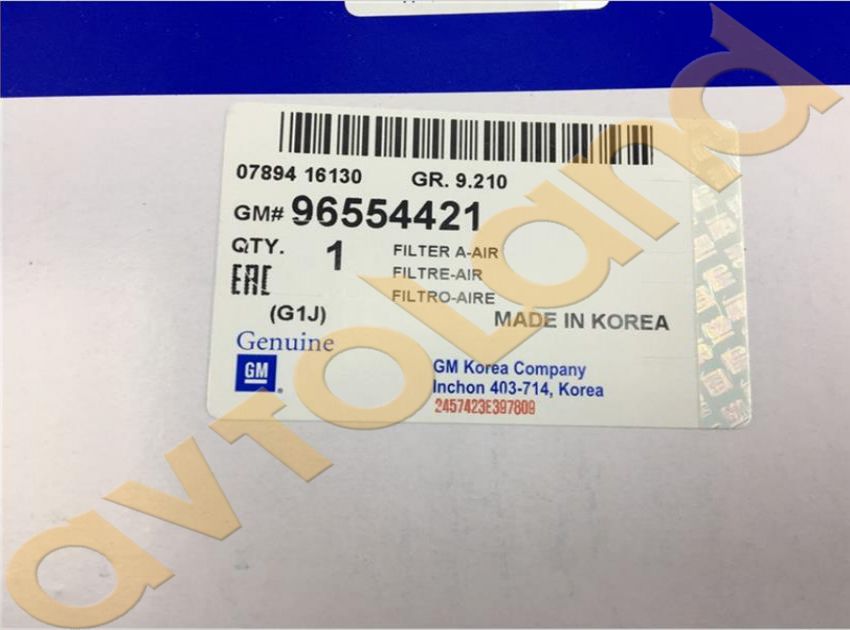 07894 16130 GR. 9.210
GM# 96554421
QTY. 1 FILTER A-AIR
EAC FILTRE-AIR
FILTRO-AIRE
(G1J) MADE IN KOREA
Genuine
GM ® GM Korea Company
Inchon 403-714, Korea
2457423E397809
avtoland